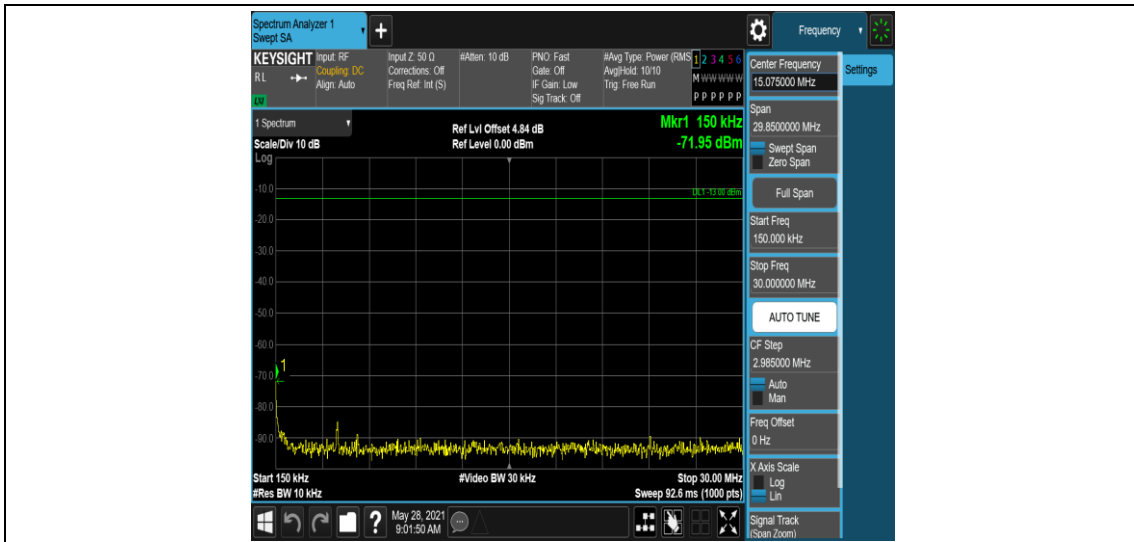 Spectrum Analyzer 1
Swept SA
+
Frequency
KEYSIGHT
RL
LXI
Input: RF
Coupling: DC
Align: Auto
Input Z: 50 Ω
Corrections: Off
Freq Ref: Int (S)
#Atten: 10 dB
PNO: Fast
Gate: Off
IF Gain: Low
Sig Track: Off
#Avg Type: Power (RMS
Avg|Hold: 10/10
Trig: Free Run
1 2 3 4 5 6
M W W W W W
P P P P P P
1 Spectrum
Scale/Div 10 dB
Log
Ref Lvl Offset 4.84 dB
Ref Level 0.00 dBm
Mkr1 150 kHz
-71.95 dBm
DL1 -13.00 dBm
-10.0
-20.0
-30.0
-40.0
-50.0
-60.0
1
-70.0
-80.0
-90.0
Start 150 kHz
#Res BW 10 kHz
#Video BW 30 kHz
Stop 30.00 MHz
Sweep 92.6 ms (1000 pts)
?
May 28, 2021
9:01:50 AM
Center Frequency
15.075000 MHz
Settings
Span
29.8500000 MHz
Swept Span
Zero Span
Full Span
Start Freq
150.000 kHz
Stop Freq
30.000000 MHz
AUTO TUNE
CF Step
2.985000 MHz
Auto
Man
Freq Offset
0 Hz
X Axis Scale
Log
Lin
Signal Track
(Span Zoom)